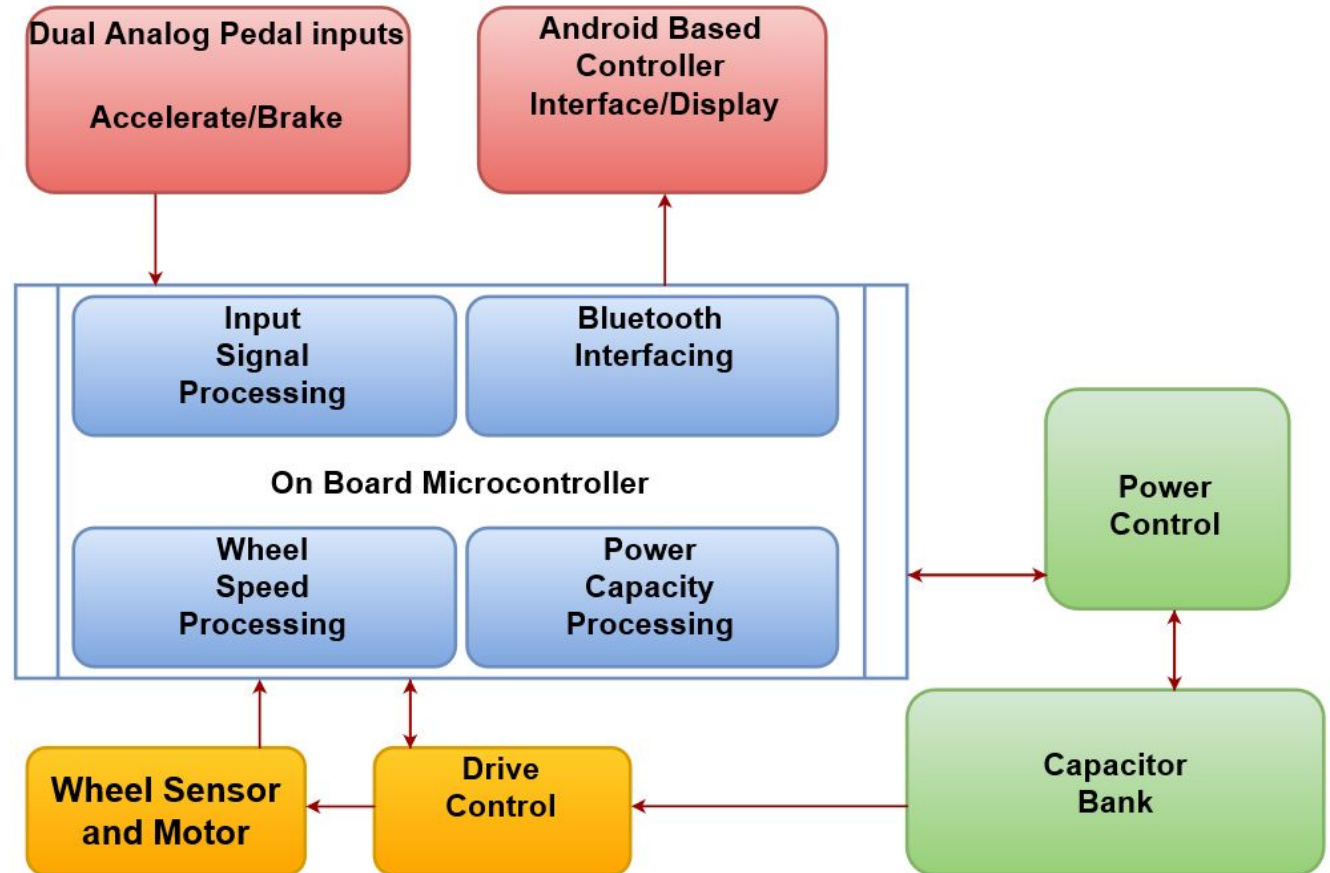 Dual Analog Pedal inputs
Accelerate/Brake
Android Based
Controller
Interface/Display
Input
Signal
Processing
Bluetooth
Interfacing
On Board Microcontroller
Wheel
Speed
Processing
Power
Capacity
Processing
Power
Control
Wheel Sensor
and Motor
Drive
Control
Capacitor
Bank